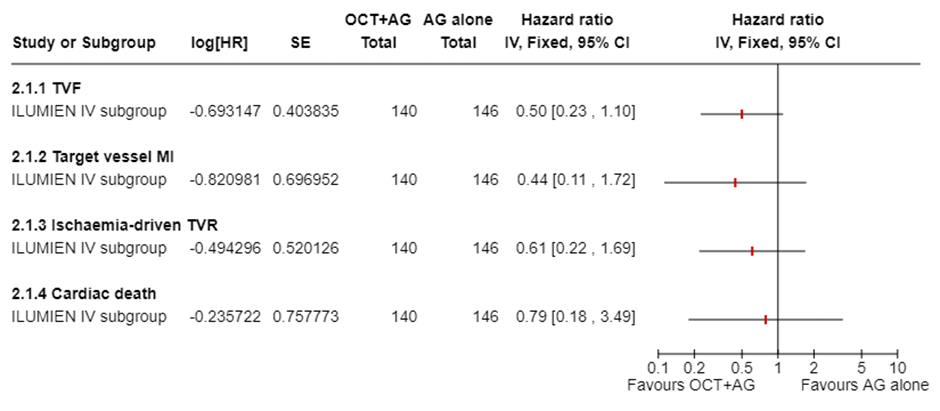 OCT+AG AG alone Hazard ratio Hazard ratio
Study or Subgroup log[HR] SE Total Total IV, Fixed, 95% CI IV, Fixed, 95% CI
2.1.1 TVF
ILUMIEN IV subgroup -0.693147 0.403835 140 146 0.50 [0.23 , 1.10]
2.1.2 Target vessel MI
ILUMIEN IV subgroup -0.820981 0.696952 140 146 0.44 [0.11 , 1.72]
2.1.3 Ischaemia-driven TVR
ILUMIEN IV subgroup -0.494296 0.520126 140 146 0.61 [0.22 , 1.69]
2.1.4 Cardiac death
ILUMIEN IV subgroup -0.235722 0.757773 140 146 0.79 [0.18 , 3.49]
0.1 0.2 0.5 1 2 5 10
Favours OCT+AG Favours AG alone